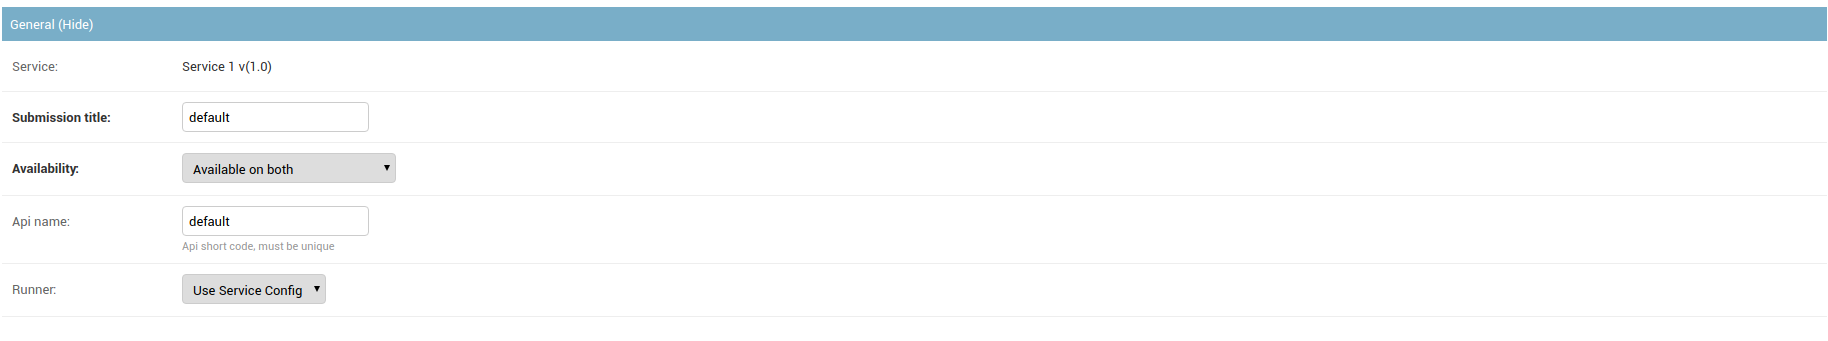 General (Hide)
Service: Service 1 v(1.0)
Submission title: default
Availability: Available on both
Api name: default
Api short code, must be unique
Runner: Use Service Config